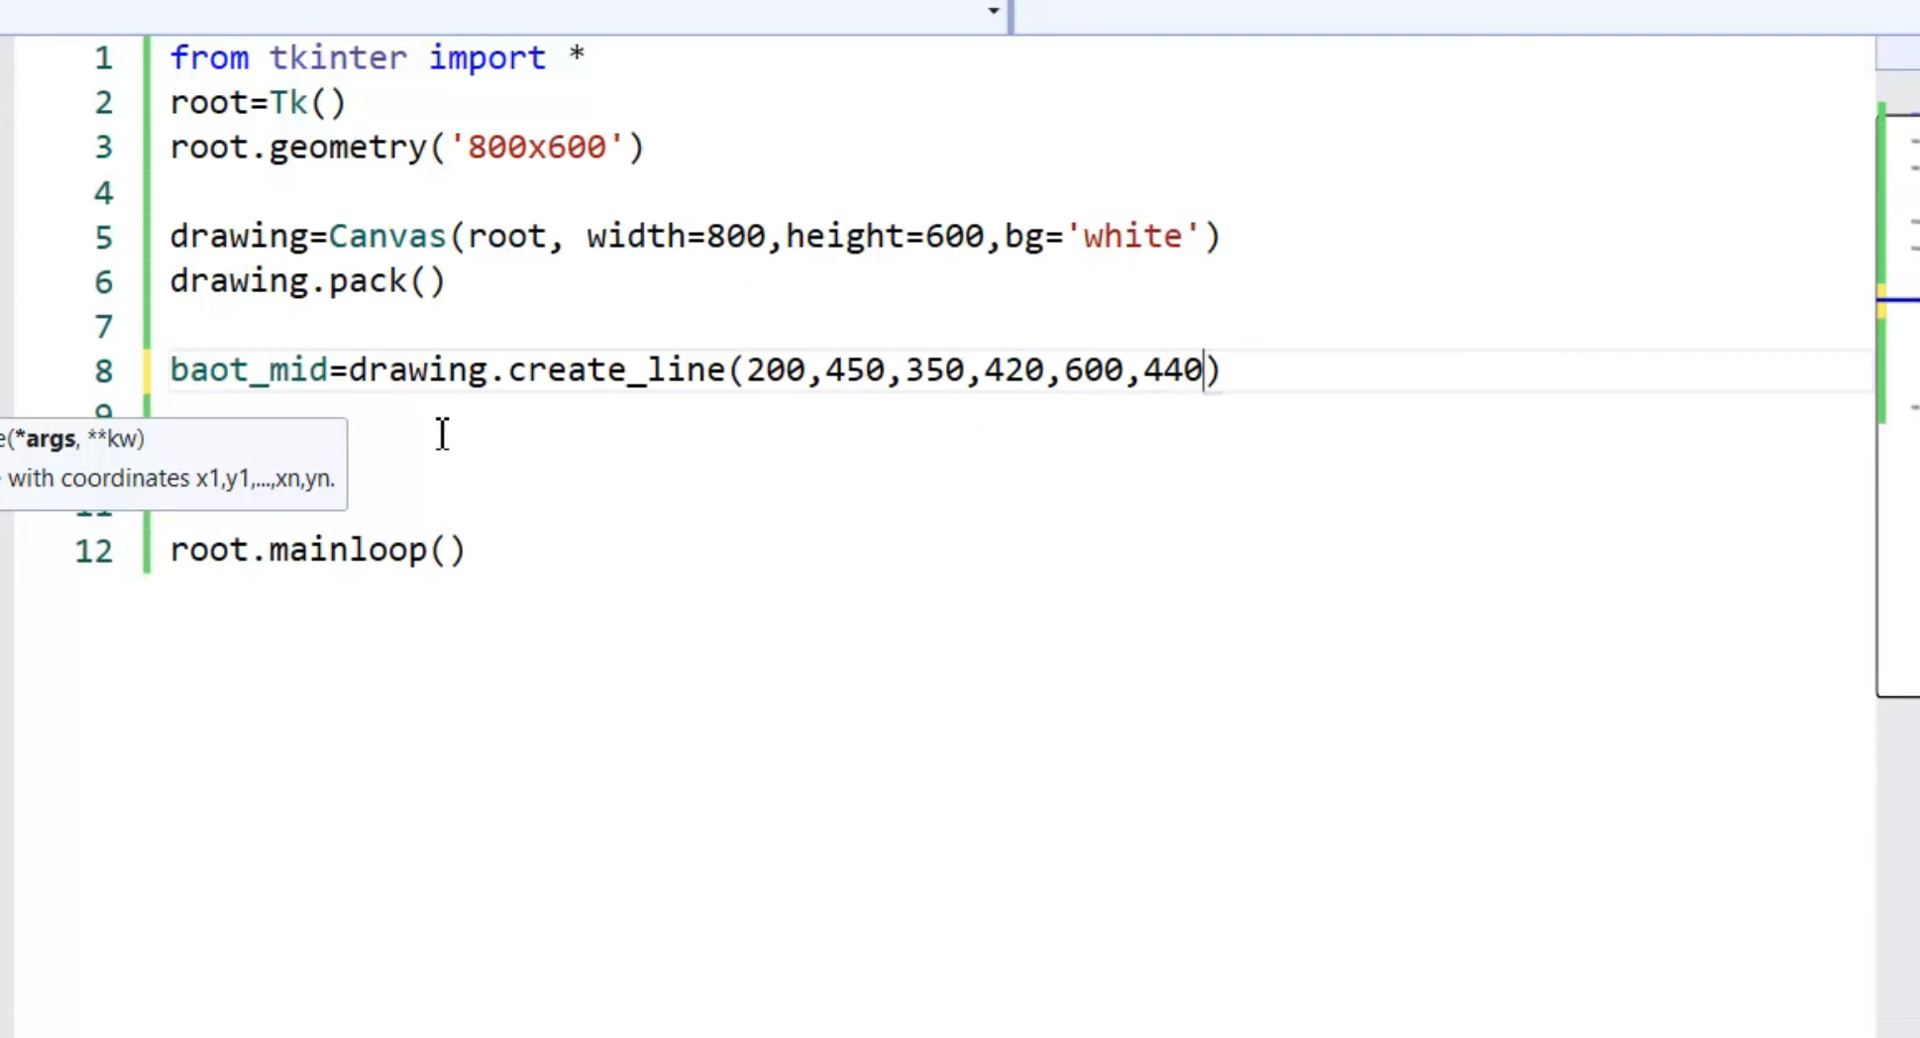 1 from tkinter import *
2 root=Tk()
3 root.geometry('800x600')
4
5 drawing=Canvas(root, width=800,height=600,bg='white')
6 drawing.pack()
7
8 baot_mid=drawing.create_line(200,450,350,420,600,440)
9
e(*args, **kw)
with coordinates x1,y1,...,xn,yn.
11
12 root.mainloop()